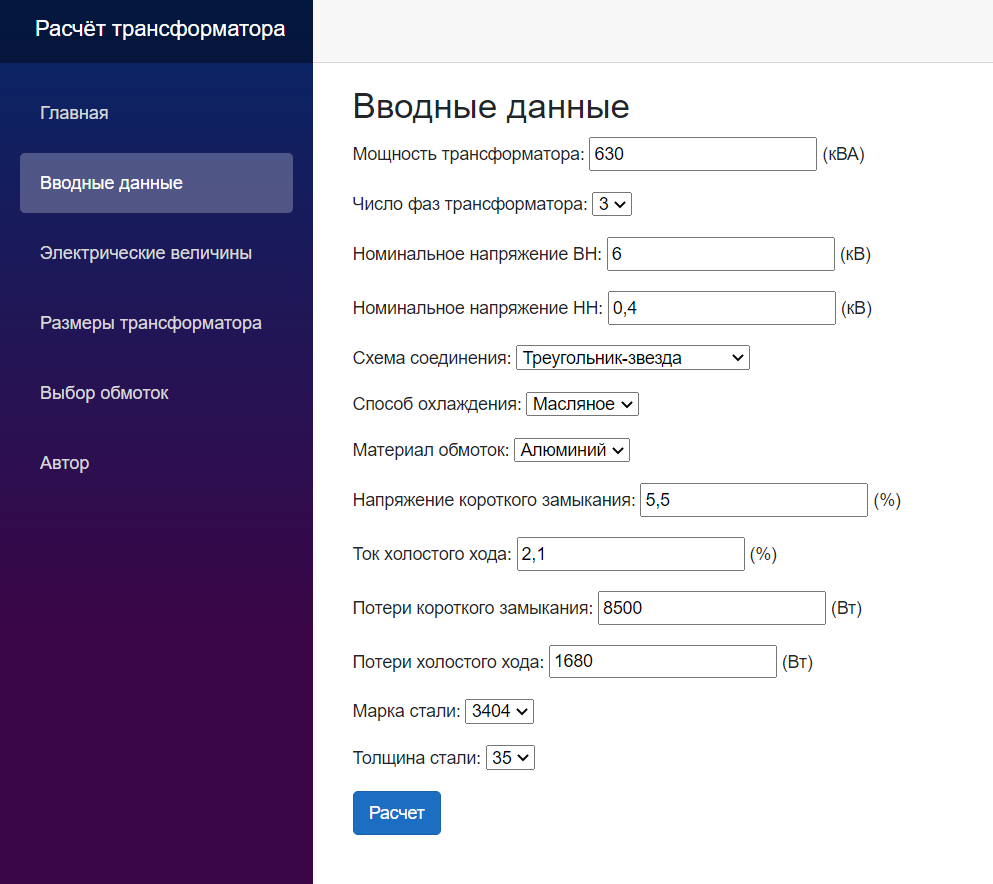 Расчёт трансформатора
Главная
Вводные данные
Электрические величины
Размеры трансформатора
Выбор обмоток
Автор
Вводные данные
Мощность трансформатора: 630 (кВА)
Число фаз трансформатора: 3
Номинальное напряжение ВН: 6 (кВ)
Номинальное напряжение НН: 0,4 (кВ)
Схема соединения: Треугольник-звезда
Способ охлаждения: Масляное
Материал обмоток: Алюминий
Напряжение короткого замыкания: 5,5 (%)
Ток холостого хода: 2,1 (%)
Потери короткого замыкания: 8500 (Вт)
Потери холостого хода: 1680 (Вт)
Марка стали: 3404
Толщина стали: 35
Расчет